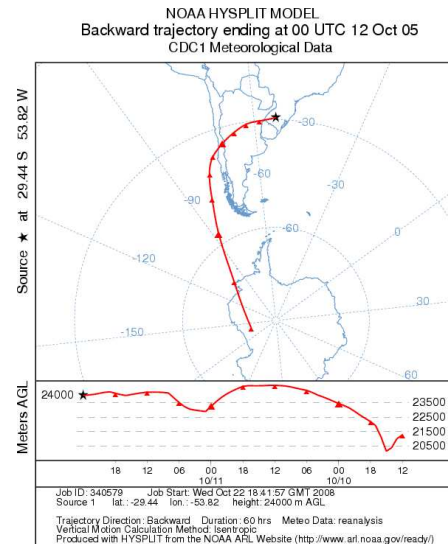 NOAA HYSPLIT MODEL
Backward trajectory ending at 00 UTC 12 Oct 05
CDC1 Meteorological Data
Source ★ at 29.44 S 53.82 W
-30
-60
-90
-60
0
-120
30
-150
60
Meters AGL
24000
23500
22500
21500
20500
18 12 06 00 18 12 06 00 18 12
10/11 10/10
Job ID: 340579 Job Start: Wed Oct 22 18:41:57 GMT 2008
Source 1 lat.: -29.44 lon.: -53.82 height: 24000 m AGL
Trajectory Direction: Backward Duration: 60 hrs Meteo Data: reanalysis
Vertical Motion Calculation Method: Isentropic
Produced with HYSPLIT from the NOAA ARL Website (http://www.arl.noaa.gov/ready/)